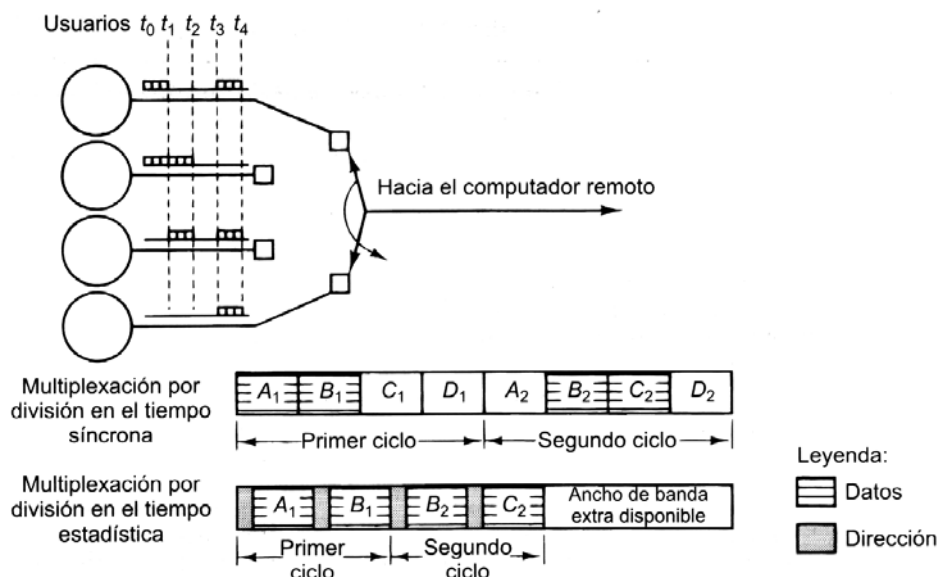 Usuarios t₀ t₁ t₂ t₃ t₄
Hacia el computador remoto
Multiplexación por
división en el tiempo
síncrona
A₁ B₁ C₁ D₁ A₂ B₂ C₂ D₂
Primer ciclo Segundo ciclo
Multiplexación por
división en el tiempo
estadística
A₁ B₁ B₂ C₂ Ancho de banda
extra disponible
Primer
ciclo
Segundo
ciclo
Leyenda:
Datos
Dirección